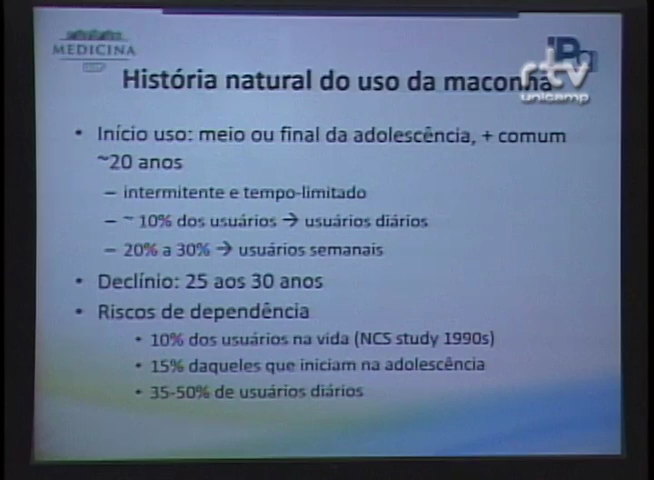 MEDICINA
rtv
unicamp
História natural do uso da maconha
• Início uso: meio ou final da adolescência, + comum
~20 anos
– intermitente e tempo-limitado
– ~ 10% dos usuários → usuários diários
– 20% a 30% → usuários semanais
• Declínio: 25 aos 30 anos
• Riscos de dependência
• 10% dos usuários na vida (NCS study 1990s)
• 15% daqueles que iniciam na adolescência
• 35-50% de usuários diários